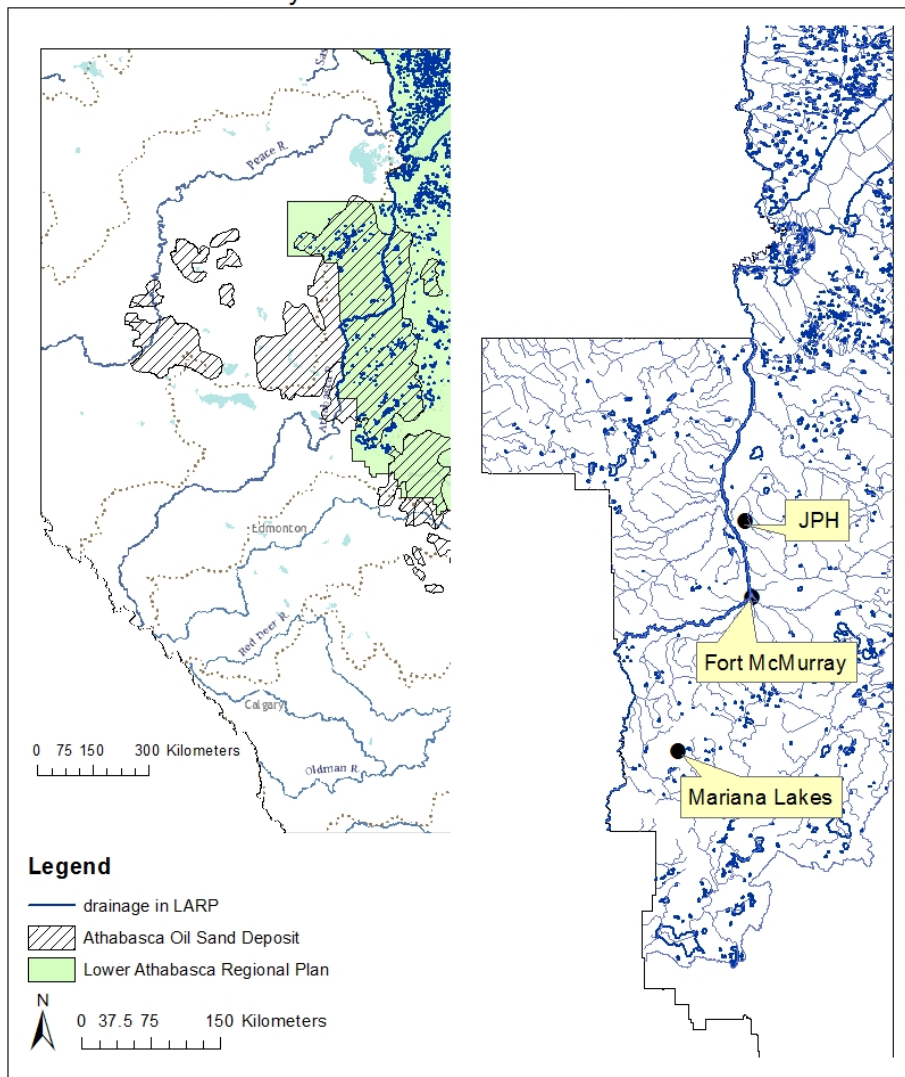 Peace R.
Edmonton
Red Deer R.
Calgary
Oldman R.
0 75 150 300 Kilometers
JPH
Fort McMurray
Mariana Lakes
Legend
drainage in LARP
Athabasca Oil Sand Deposit
Lower Athabasca Regional Plan
N
0 37.5 75 150 Kilometers